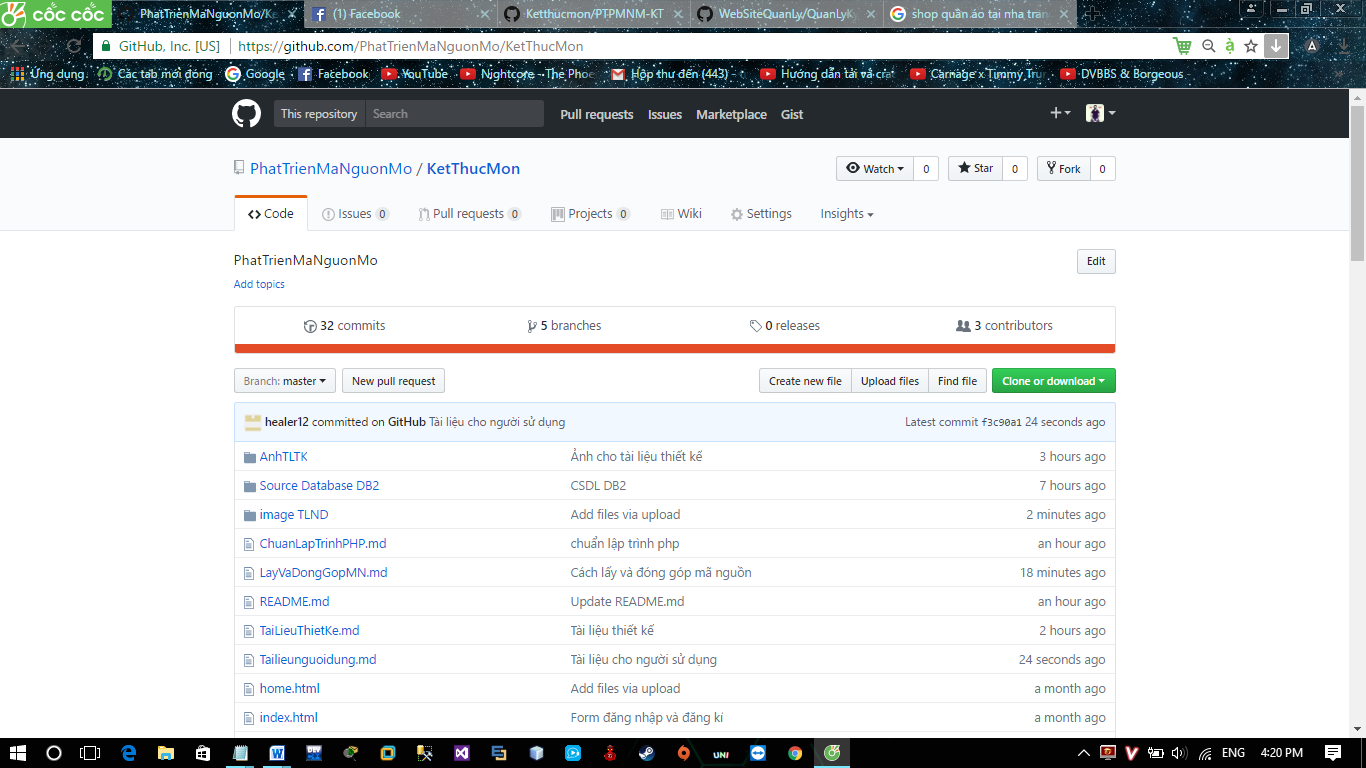 cốc cốc PhatTrienMaNguonMo/Ke (1) Facebook Ketthucmon/PTPMNM-KT WebSiteQuanLy/QuanLyK shop quần áo tại nha tran
GitHub, Inc. [US] https://github.com/PhatTrienMaNguonMo/KetThucMon
Ứng dụng Các tab mới đóng Google Facebook YouTube Nightcore - The Phoe Hộp thư đến (443) - Hướng dẫn tải và cra Carnage x Timmy Tru DVBBS & Borgeous
This repository Search Pull requests Issues Marketplace Gist
PhatTrienMaNguonMo / KetThucMon Watch 0 Star 0 Fork 0
Code Issues 0 Pull requests 0 Projects 0 Wiki Settings Insights
PhatTrienMaNguonMo Edit
Add topics
32 commits 5 branches 0 releases 3 contributors
Branch: master New pull request Create new file Upload files Find file Clone or download
healer12 committed on GitHub Tài liệu cho người sử dụng Latest commit f3c90a1 24 seconds ago
AnhTLTK Ảnh cho tài liệu thiết kế 3 hours ago
Source Database DB2 CSDL DB2 7 hours ago
image TLND Add files via upload 2 minutes ago
ChuanLapTrinhPHP.md chuẩn lập trình php an hour ago
LayVaDongGopMN.md Cách lấy và đóng góp mã nguồn 18 minutes ago
README.md Update README.md an hour ago
TaiLieuThietKe.md Tài liệu thiết kế 2 hours ago
Tailieunguoidung.md Tài liệu cho người sử dụng 24 seconds ago
home.html Add files via upload a month ago
index.html Form đăng nhập và đăng kí a month ago
UNI ENG 4:20 PM